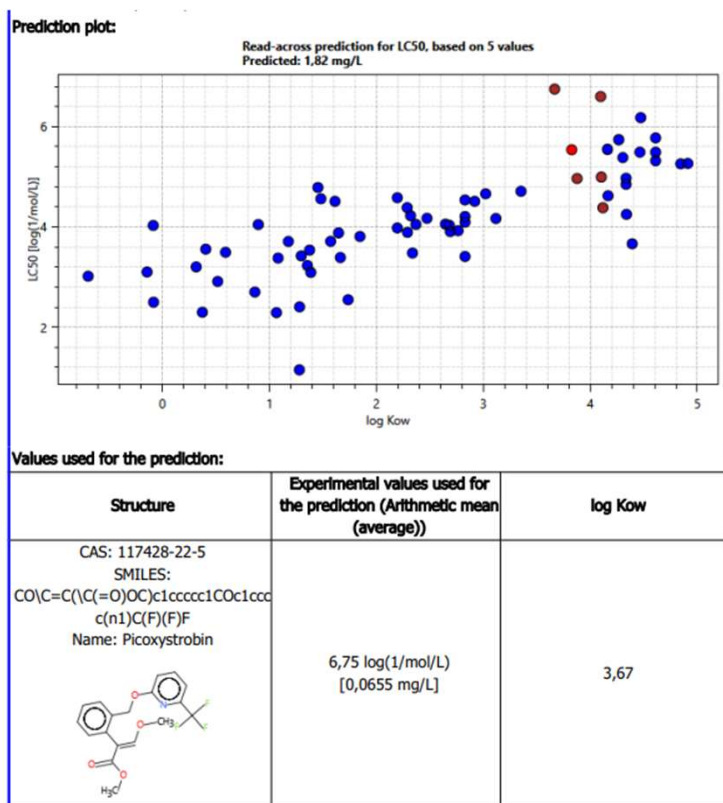 Prediction plot:
Read-across prediction for LC50, based on 5 values
Predicted: 1,82 mg/L
LC50 [log(1/mol/L)]
6
4
2
0
1
2
3
4
5
log Kow
Values used for the prediction:
Structure
Experimental values used for
the prediction (Arithmetic mean
(average))
log Kow
CAS: 117428-22-5
SMILES:
CO\C=C(\C(=O)OC)c1ccccc1COc1ccc
c(n1)C(F)(F)F
Name: Picoxystrobin
6,75 log(1/mol/L)
[0,0655 mg/L]
3,67
O
N
F
F
F
O
CH3
O
O
H3C